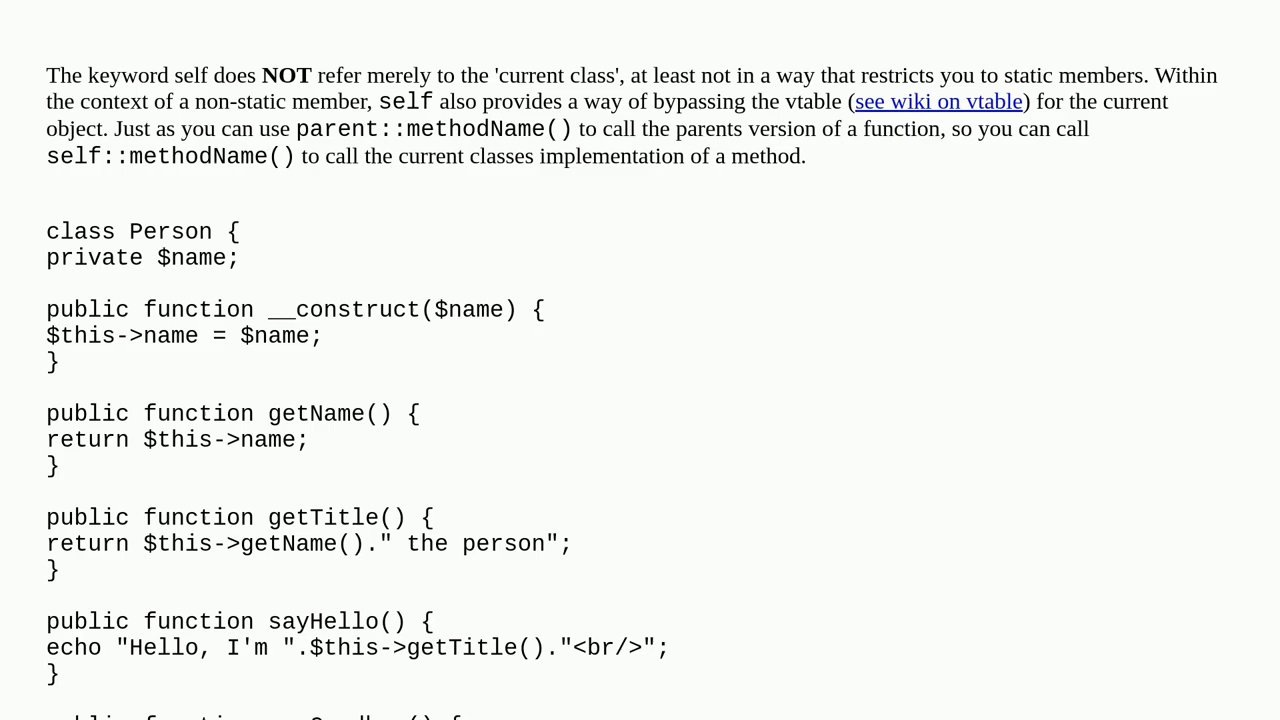 The keyword self does NOT refer merely to the 'current class', at least not in a way that restricts you to static members. Within
the context of a non-static member, self also provides a way of bypassing the vtable (see wiki on vtable) for the current
object. Just as you can use parent::methodName() to call the parents version of a function, so you can call
self::methodName() to call the current classes implementation of a method.
class Person {
private $name;
public function __construct($name) {
$this->name = $name;
}
public function getName() {
return $this->name;
}
public function getTitle() {
return $this->getName()." the person";
}
public function sayHello() {
echo "Hello, I'm ".$this->getTitle()."<br/>";
}